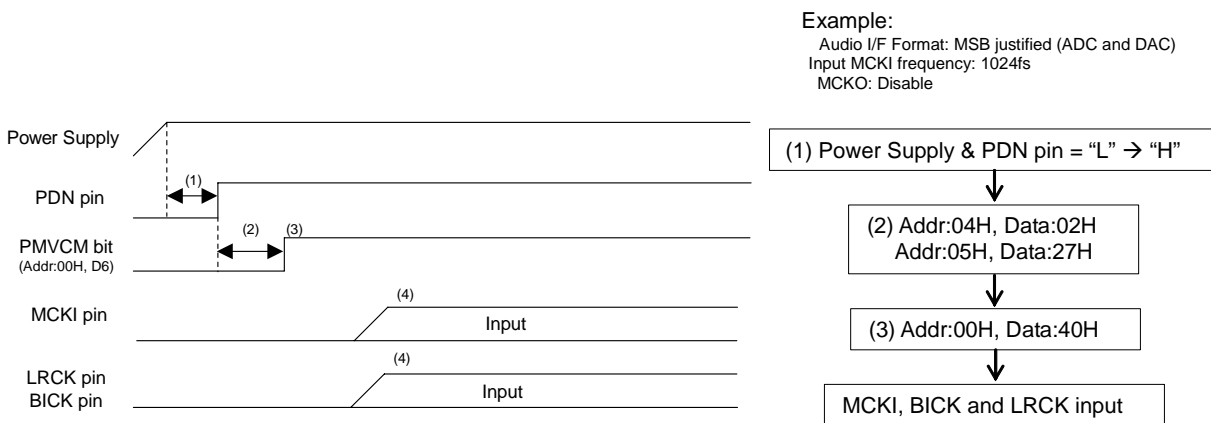 Example:
Audio I/F Format: MSB justified (ADC and DAC)
Input MCKI frequency: 1024fs
MCKO: Disable
Power Supply
(1)
PDN pin
(2)
(3)
PMVCM bit
(Addr:00H, D6)
(4)
MCKI pin
Input
(4)
LRCK pin
BICK pin
Input
(1) Power Supply & PDN pin = “L” → “H”
(2) Addr:04H, Data:02H
Addr:05H, Data:27H
(3) Addr:00H, Data:40H
MCKI, BICK and LRCK input